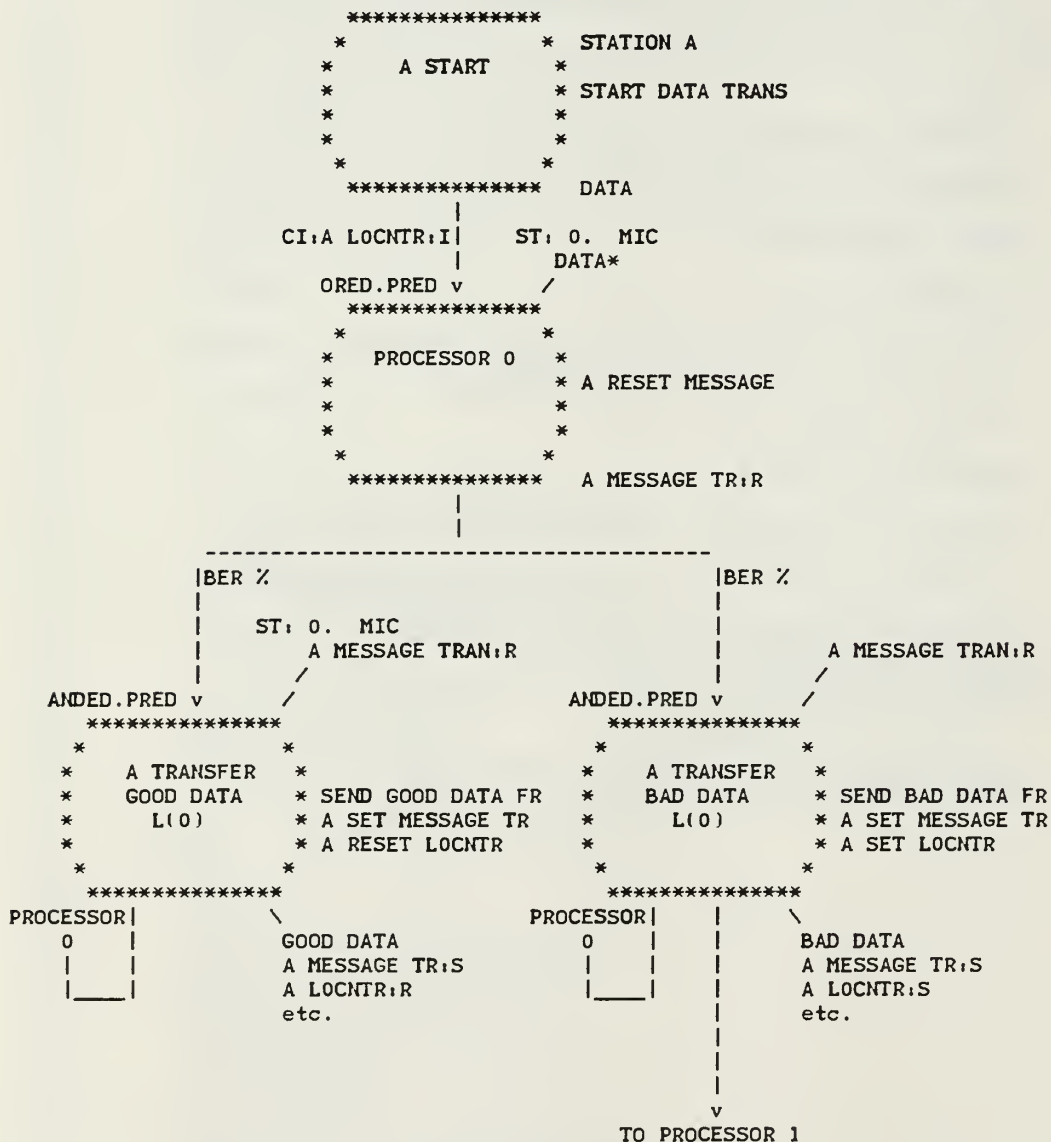 STATION A
A START
START DATA TRANS
DATA
CI:A LOCNTR:I ST: 0. MIC
DATA*
ORED.PRED v
PROCESSOR 0
A RESET MESSAGE
A MESSAGE TR:R
BER % BER %
ST: 0. MIC
A MESSAGE TRAN:R A MESSAGE TRAN:R
ANDED.PRED v ANDED.PRED v
A TRANSFER A TRANSFER
GOOD DATA SEND GOOD DATA FR BAD DATA SEND BAD DATA FR
L(0) A SET MESSAGE TR L(0) A SET MESSAGE TR
A RESET LOCNTR A SET LOCNTR
PROCESSOR PROCESSOR
0 GOOD DATA 0 BAD DATA
A MESSAGE TR:S A MESSAGE TR:S
A LOCNTR:R A LOCNTR:S
etc. etc.
v
TO PROCESSOR 1